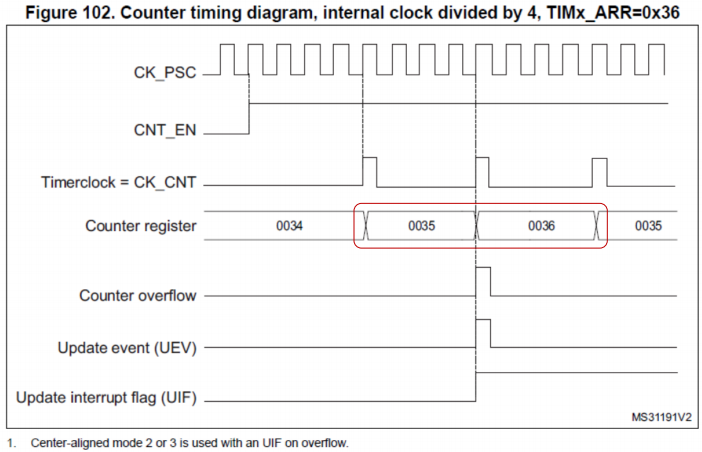 Figure 102. Counter timing diagram, internal clock divided by 4, TIMx_ARR=0x36
CK_PSC
CNT_EN
Timerclock = CK_CNT
Counter register 0034 0035 0036 0035
Counter overflow
Update event (UEV)
Update interrupt flag (UIF)
MS31191V2
1. Center-aligned mode 2 or 3 is used with an UIF on overflow.